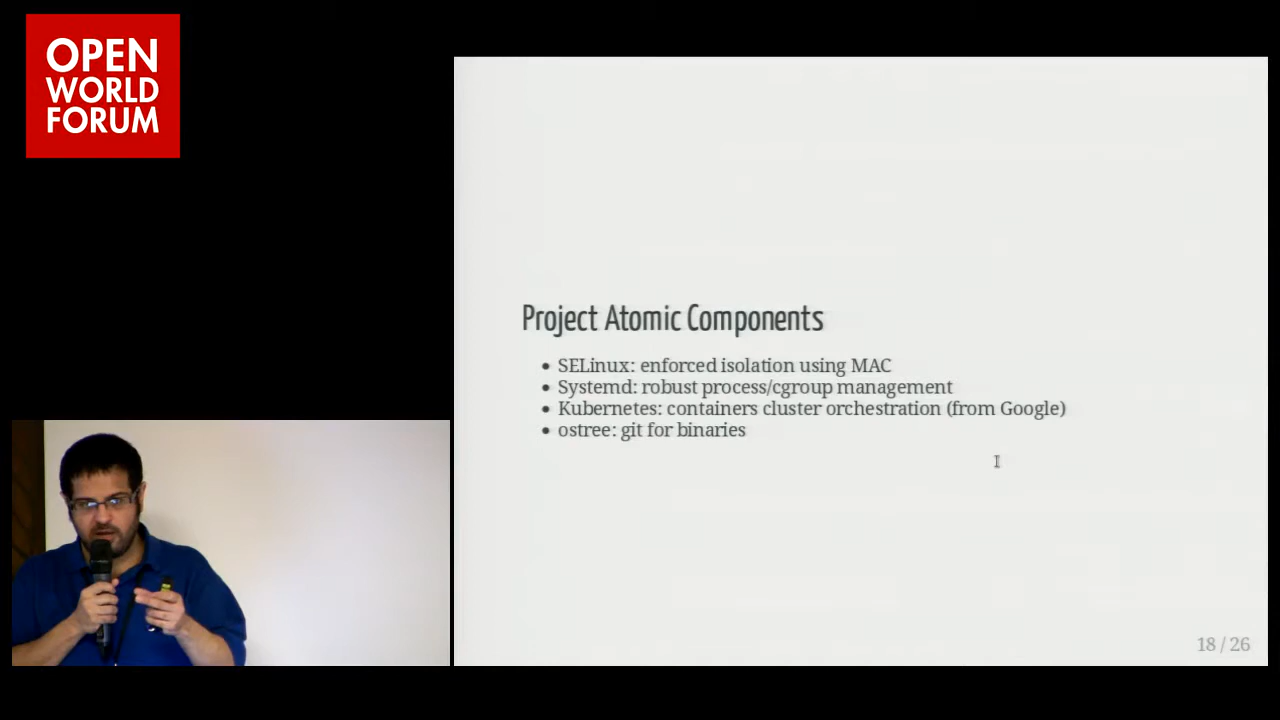 OPEN
WORLD
FORUM
Project Atomic Components
SELinux: enforced isolation using MAC
Systemd: robust process/cgroup management
Kubernetes: containers cluster orchestration (from Google)
ostree: git for binaries
18 / 26